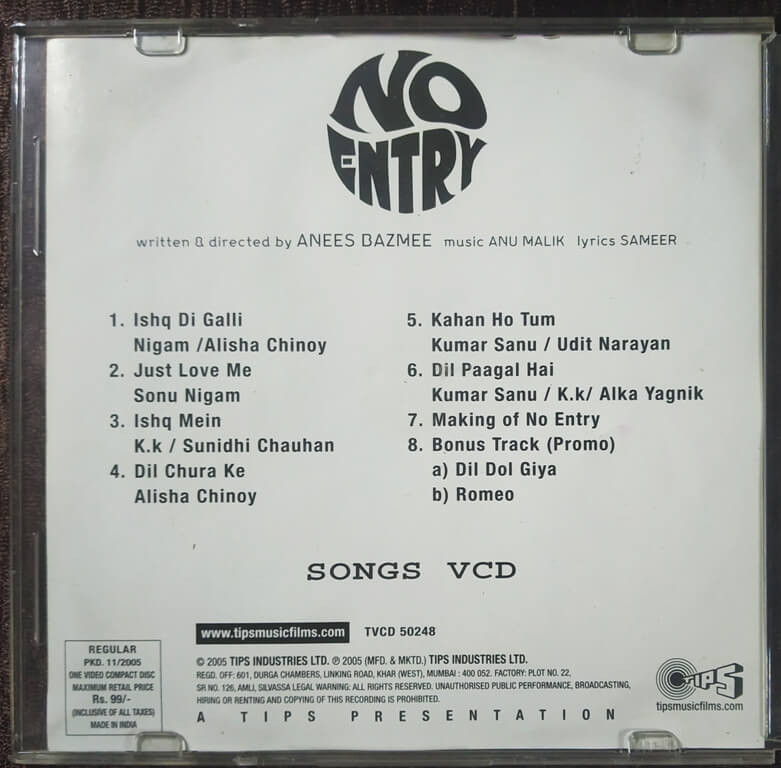 NO
ENTRY
written & directed by ANEES BAZMEE music ANU MALIK lyrics SAMEER
1. Ishq Di Galli
Nigam /Alisha Chinoy
2. Just Love Me
Sonu Nigam
3. Ishq Mein
K.k / Sunidhi Chauhan
4. Dil Chura Ke
Alisha Chinoy
5. Kahan Ho Tum
Kumar Sanu / Udit Narayan
6. Dil Paagal Hai
Kumar Sanu / K.k/ Alka Yagnik
7. Making of No Entry
8. Bonus Track (Promo)
a) Dil Dol Giya
b) Romeo
SONGS VCD
www.tipsmusicfilms.com TVCD 50248
© 2005 TIPS INDUSTRIES LTD. ℗ 2005 (MFD. & MKTD.) TIPS INDUSTRIES LTD.
REGD. OFF: 601, DURGA CHAMBERS, LINKING ROAD, KHAR (WEST), MUMBAI : 400 052. FACTORY: PLOT NO. 22,
SR NO. 126, AMLI, SILVASSA LEGAL WARNING: ALL RIGHTS RESERVED. UNAUTHORISED PUBLIC PERFORMANCE, BROADCASTING,
HIRING OR RENTING AND COPYING OF THIS RECORDING IS PROHIBITED.
A TIPS PRESENTATION
REGULAR
PKD. 11/2005
ONE VIDEO COMPACT DISC
MAXIMUM RETAIL PRICE
Rs. 99/-
(INCLUSIVE OF ALL TAXES)
MADE IN INDIA
TIPS
tipsmusicfilms.com